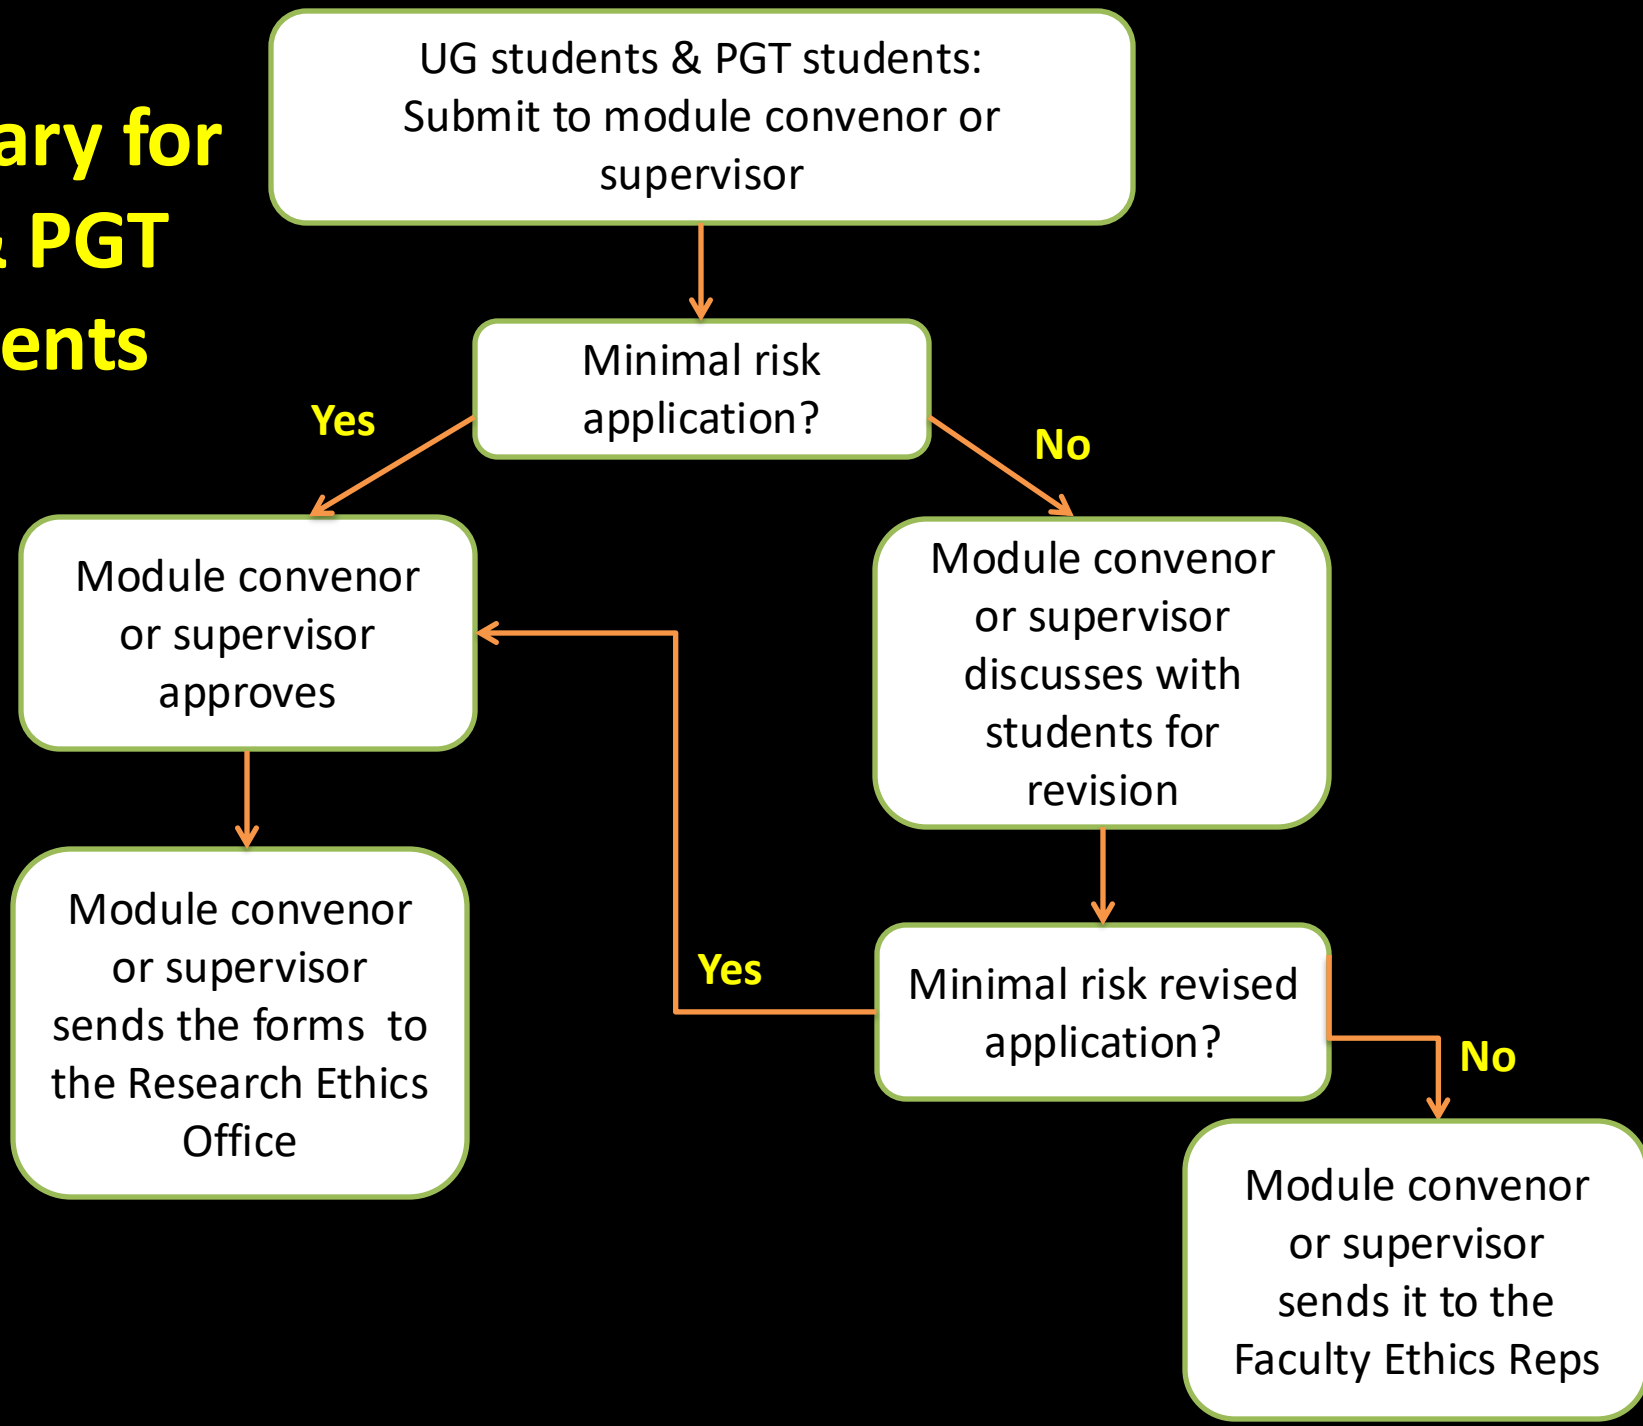 ary for
& PGT
ents
UG students & PGT students:
Submit to module convenor or
supervisor
Minimal risk
application?
Yes
No
Module convenor
or supervisor
approves
Module convenor
or supervisor
discusses with
students for
revision
Module convenor
or supervisor
sends the forms to
the Research Ethics
Office
Yes
Minimal risk revised
application?
No
Module convenor
or supervisor
sends it to the
Faculty Ethics Reps